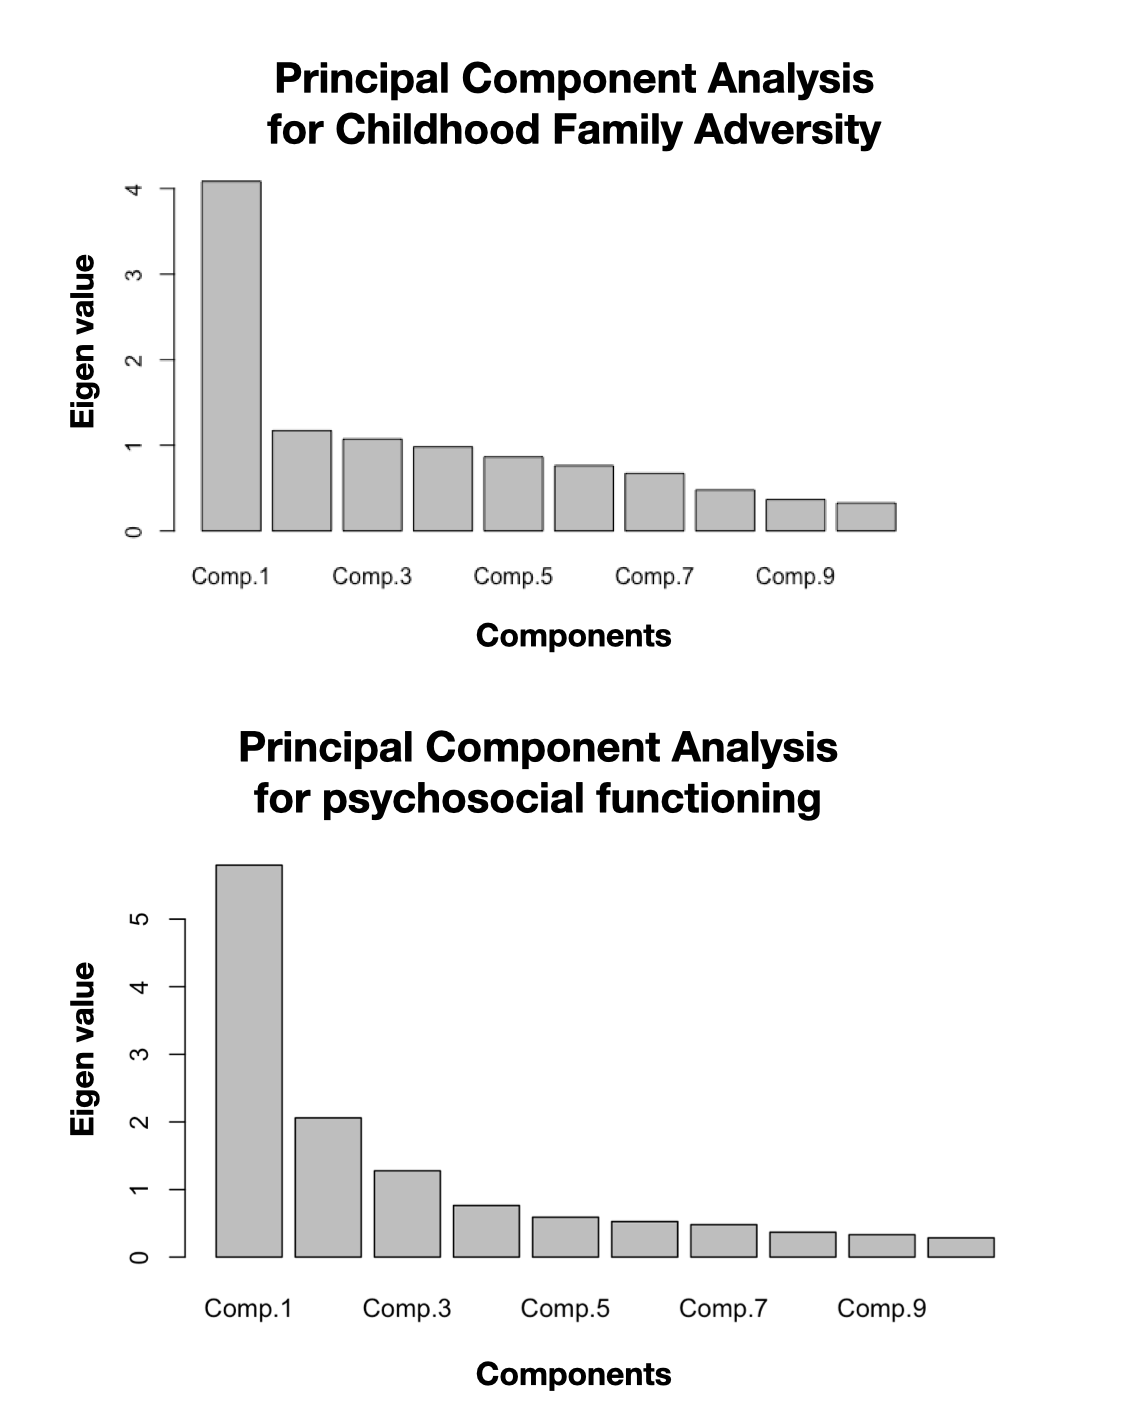 Principal Component Analysis
for Childhood Family Adversity
Eigen value
4
3
2
1
0
Comp.1 Comp.3 Comp.5 Comp.7 Comp.9
Components
Principal Component Analysis
for psychosocial functioning
Eigen value
5
4
3
2
1
0
Comp.1 Comp.3 Comp.5 Comp.7 Comp.9
Components